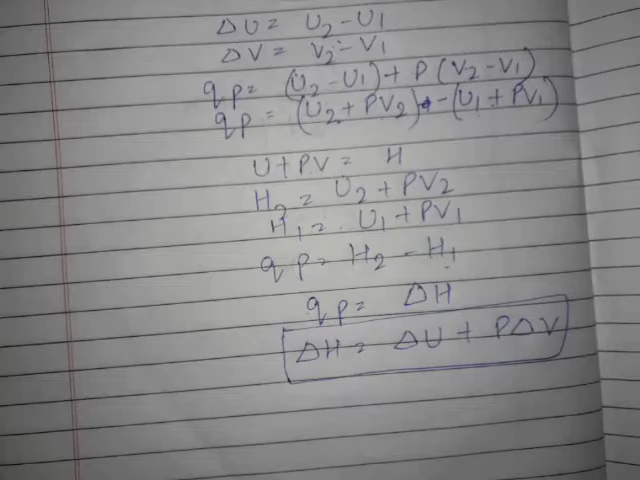 ΔU = U₂ - U₁
ΔV = V₂ - V₁
qp = (U₂ - U₁) + P(V₂ - V₁)
qp = (U₂ + PV₂) - (U₁ + PV₁)
U + PV = H
H₂ = U₂ + PV₂
H₁ = U₁ + PV₁
qp = H₂ - H₁
qp = ΔH
ΔH = ΔU + PΔV